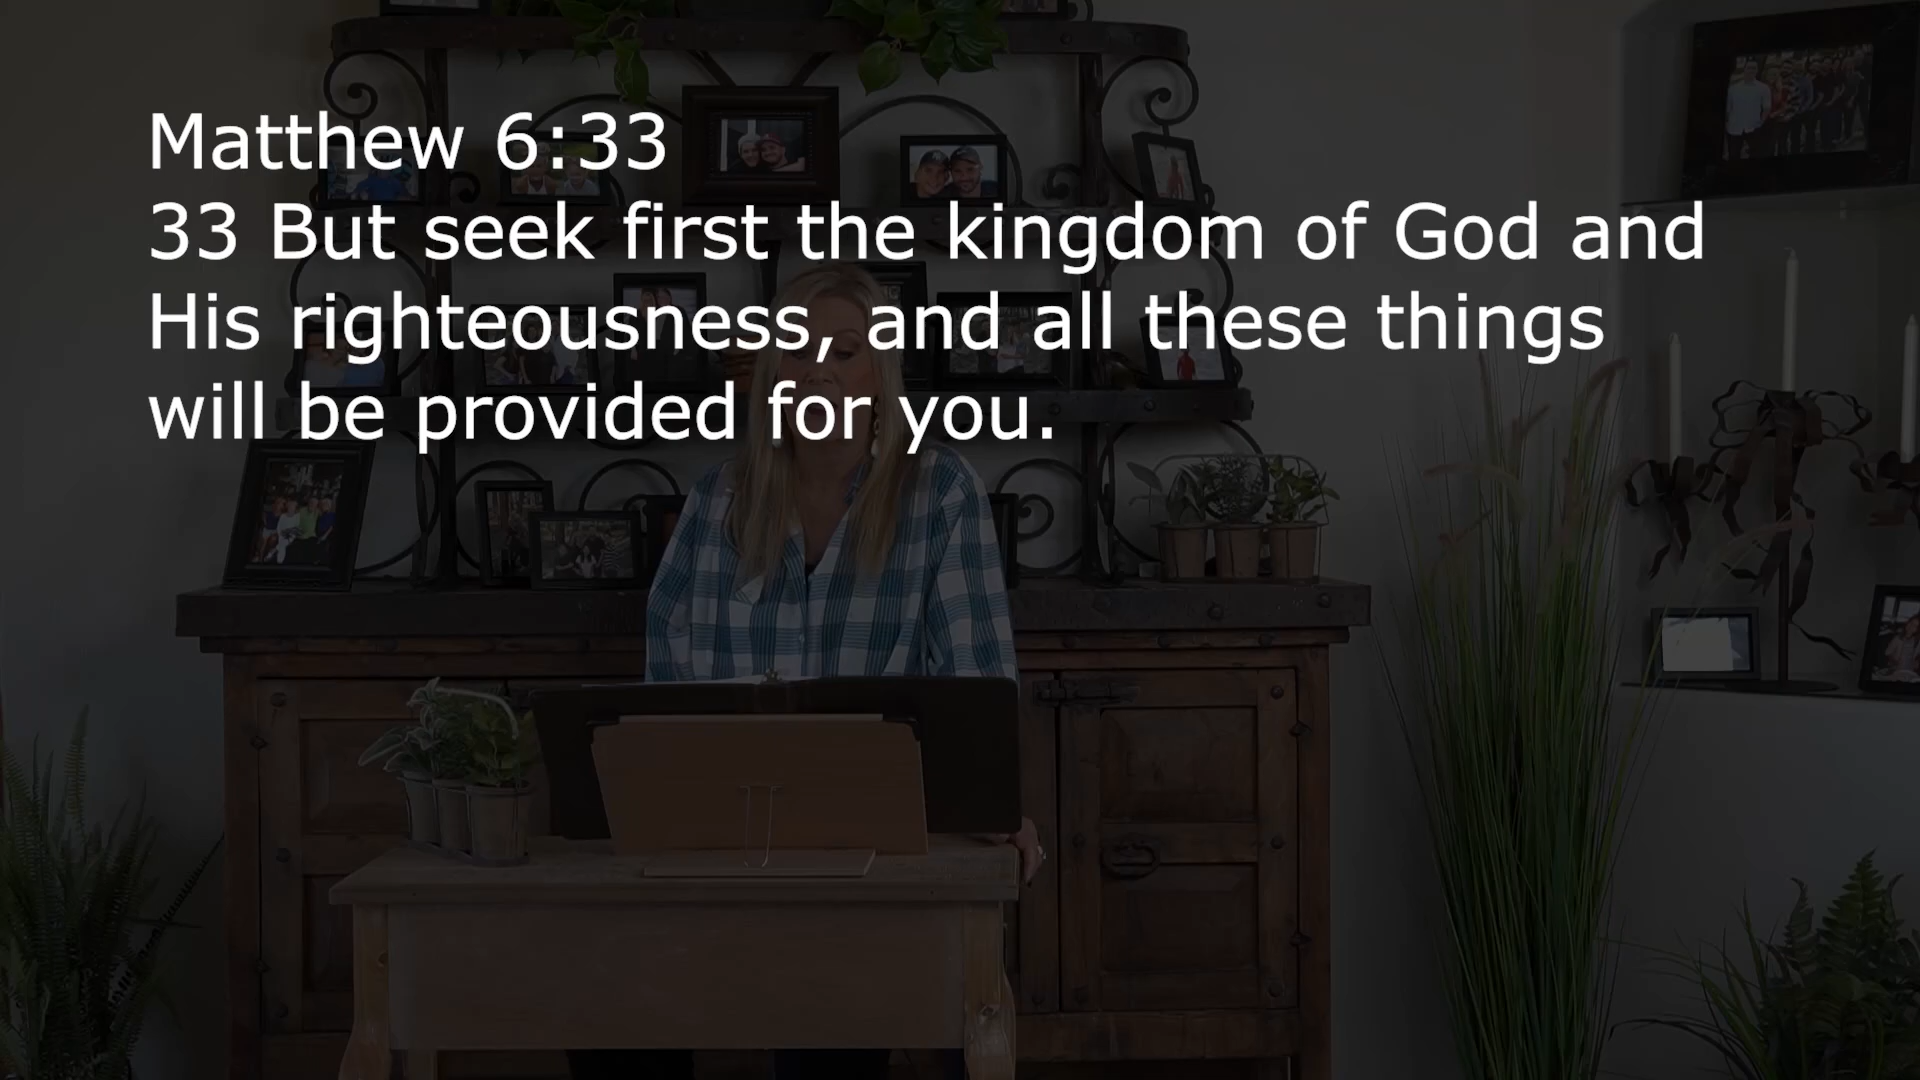 Matthew 6:33
33 But seek first the kingdom of God and
His righteousness, and all these things
will be provided for you.